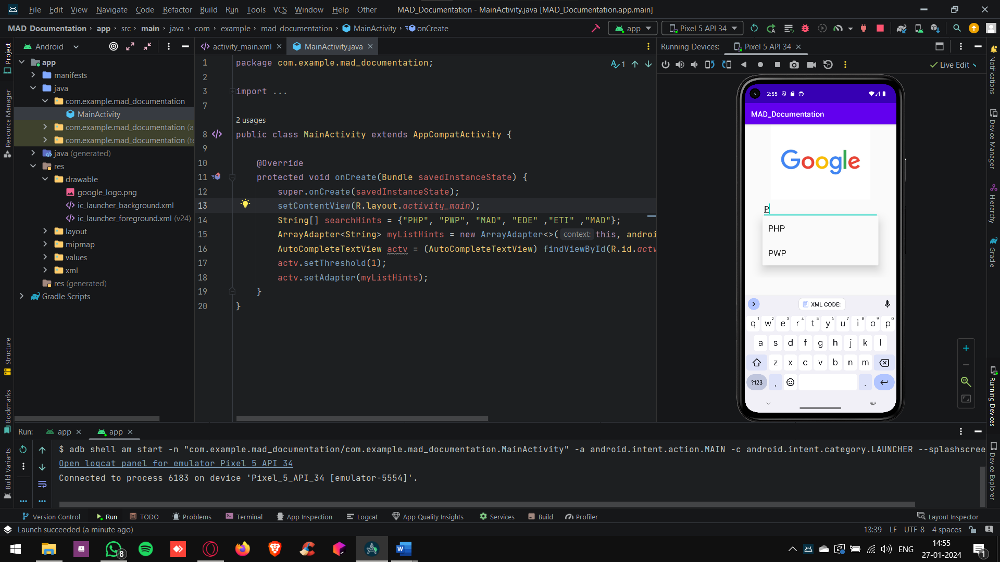 File Edit View Navigate Code Refactor Build Run Tools VCS Window Help Other MAD_Documentation - MainActivity.java [MAD_Documentation.app.main]
MAD_Documentation app src main java com example mad_documentation MainActivity onCreate app Pixel 5 API 34
Project
Resource Manager
Structure
Bookmarks
Build Variants
Android
app
manifests
java
com.example.mad_documentation
MainActivity
com.example.mad_documentation (a
com.example.mad_documentation (te
java (generated)
res
drawable
google_logo.png
ic_launcher_background.xml
ic_launcher_foreground.xml (v24)
layout
mipmap
values
xml
res (generated)
Gradle Scripts
activity_main.xml MainActivity.java
1 package com.example.mad_documentation;
1
2
3 import ...
7
2 usages
8 public class MainActivity extends AppCompatActivity {
9
10 @Override
11 protected void onCreate(Bundle savedInstanceState) {
12 super.onCreate(savedInstanceState);
13 setContentView(R.layout.activity_main);
14 String[] searchHints = {"PHP", "PWP", "MAD", "EDE" ,"ETI" ,"MAD"};
15 ArrayAdapter<String> myListHints = new ArrayAdapter<>( context: this, androi
16 AutoCompleteTextView actv = (AutoCompleteTextView) findViewById(R.id.actv
17 actv.setThreshold(1);
18 actv.setAdapter(myListHints);
19 }
20 }
Running Devices: Pixel 5 API 34
Live Edit
2:55
MAD_Documentation
Google
P
PHP
PWP
XML CODE:
q1 w2 e3 r4 t5 y6 u7 i8 o9 p0
a s d f g h j k l
z x c v b n m
?123 , .
Notifications
Device Manager
Hierarchy
Gradle
Running Devices
Device Explorer
Run: app app
$ adb shell am start -n "com.example.mad_documentation/com.example.mad_documentation.MainActivity" -a android.intent.action.MAIN -c android.intent.category.LAUNCHER --splashscree
Open logcat panel for emulator Pixel 5 API 34
Connected to process 6183 on device 'Pixel_5_API_34 [emulator-5554]'.
Version Control Run TODO Problems Terminal App Inspection Logcat App Quality Insights Services Build Profiler Layout Inspector
Launch succeeded (a minute ago) 13:39 LF UTF-8 4 spaces
8 W ENG 14:55
27-01-2024
1